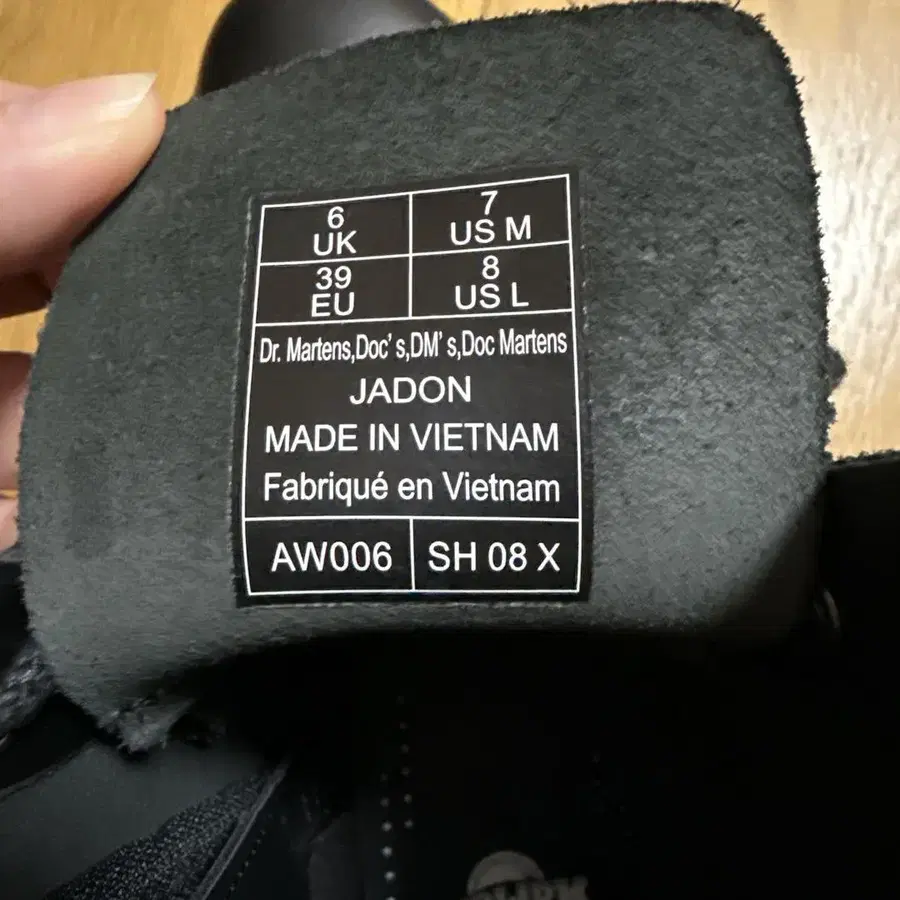 6
UK
7
US M
39
EU
8
US L
Dr. Martens,Doc' s,DM' s,Doc Martens
JADON
MADE IN VIETNAM
Fabriqué en Vietnam
AW006
SH 08 X